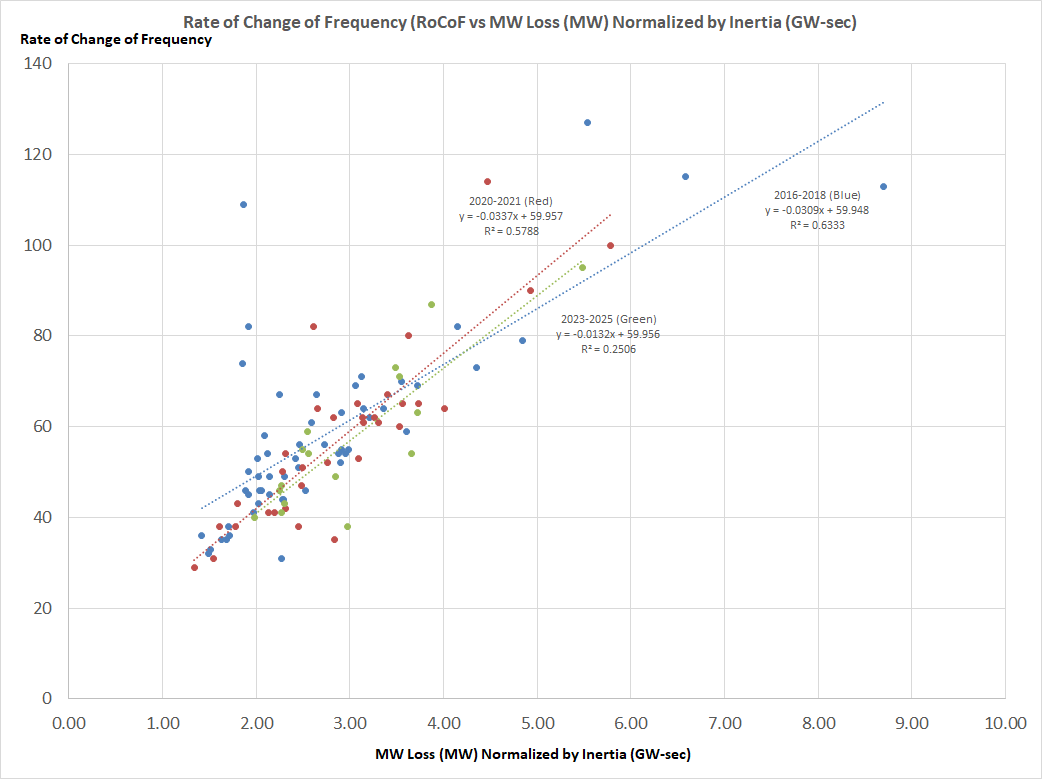 Rate of Change of Frequency (RoCoF vs MW Loss (MW) Normalized by Inertia (GW-sec)
Rate of Change of Frequency
140
120
100
80
60
40
20
0
2020-2021 (Red)
y = -0.0337x + 59.957
R² = 0.5788
2016-2018 (Blue)
y = -0.0309x + 59.948
R² = 0.6333
2023-2025 (Green)
y = -0.0132x + 59.956
R² = 0.2506
0.00 1.00 2.00 3.00 4.00 5.00 6.00 7.00 8.00 9.00 10.00
MW Loss (MW) Normalized by Inertia (GW-sec)